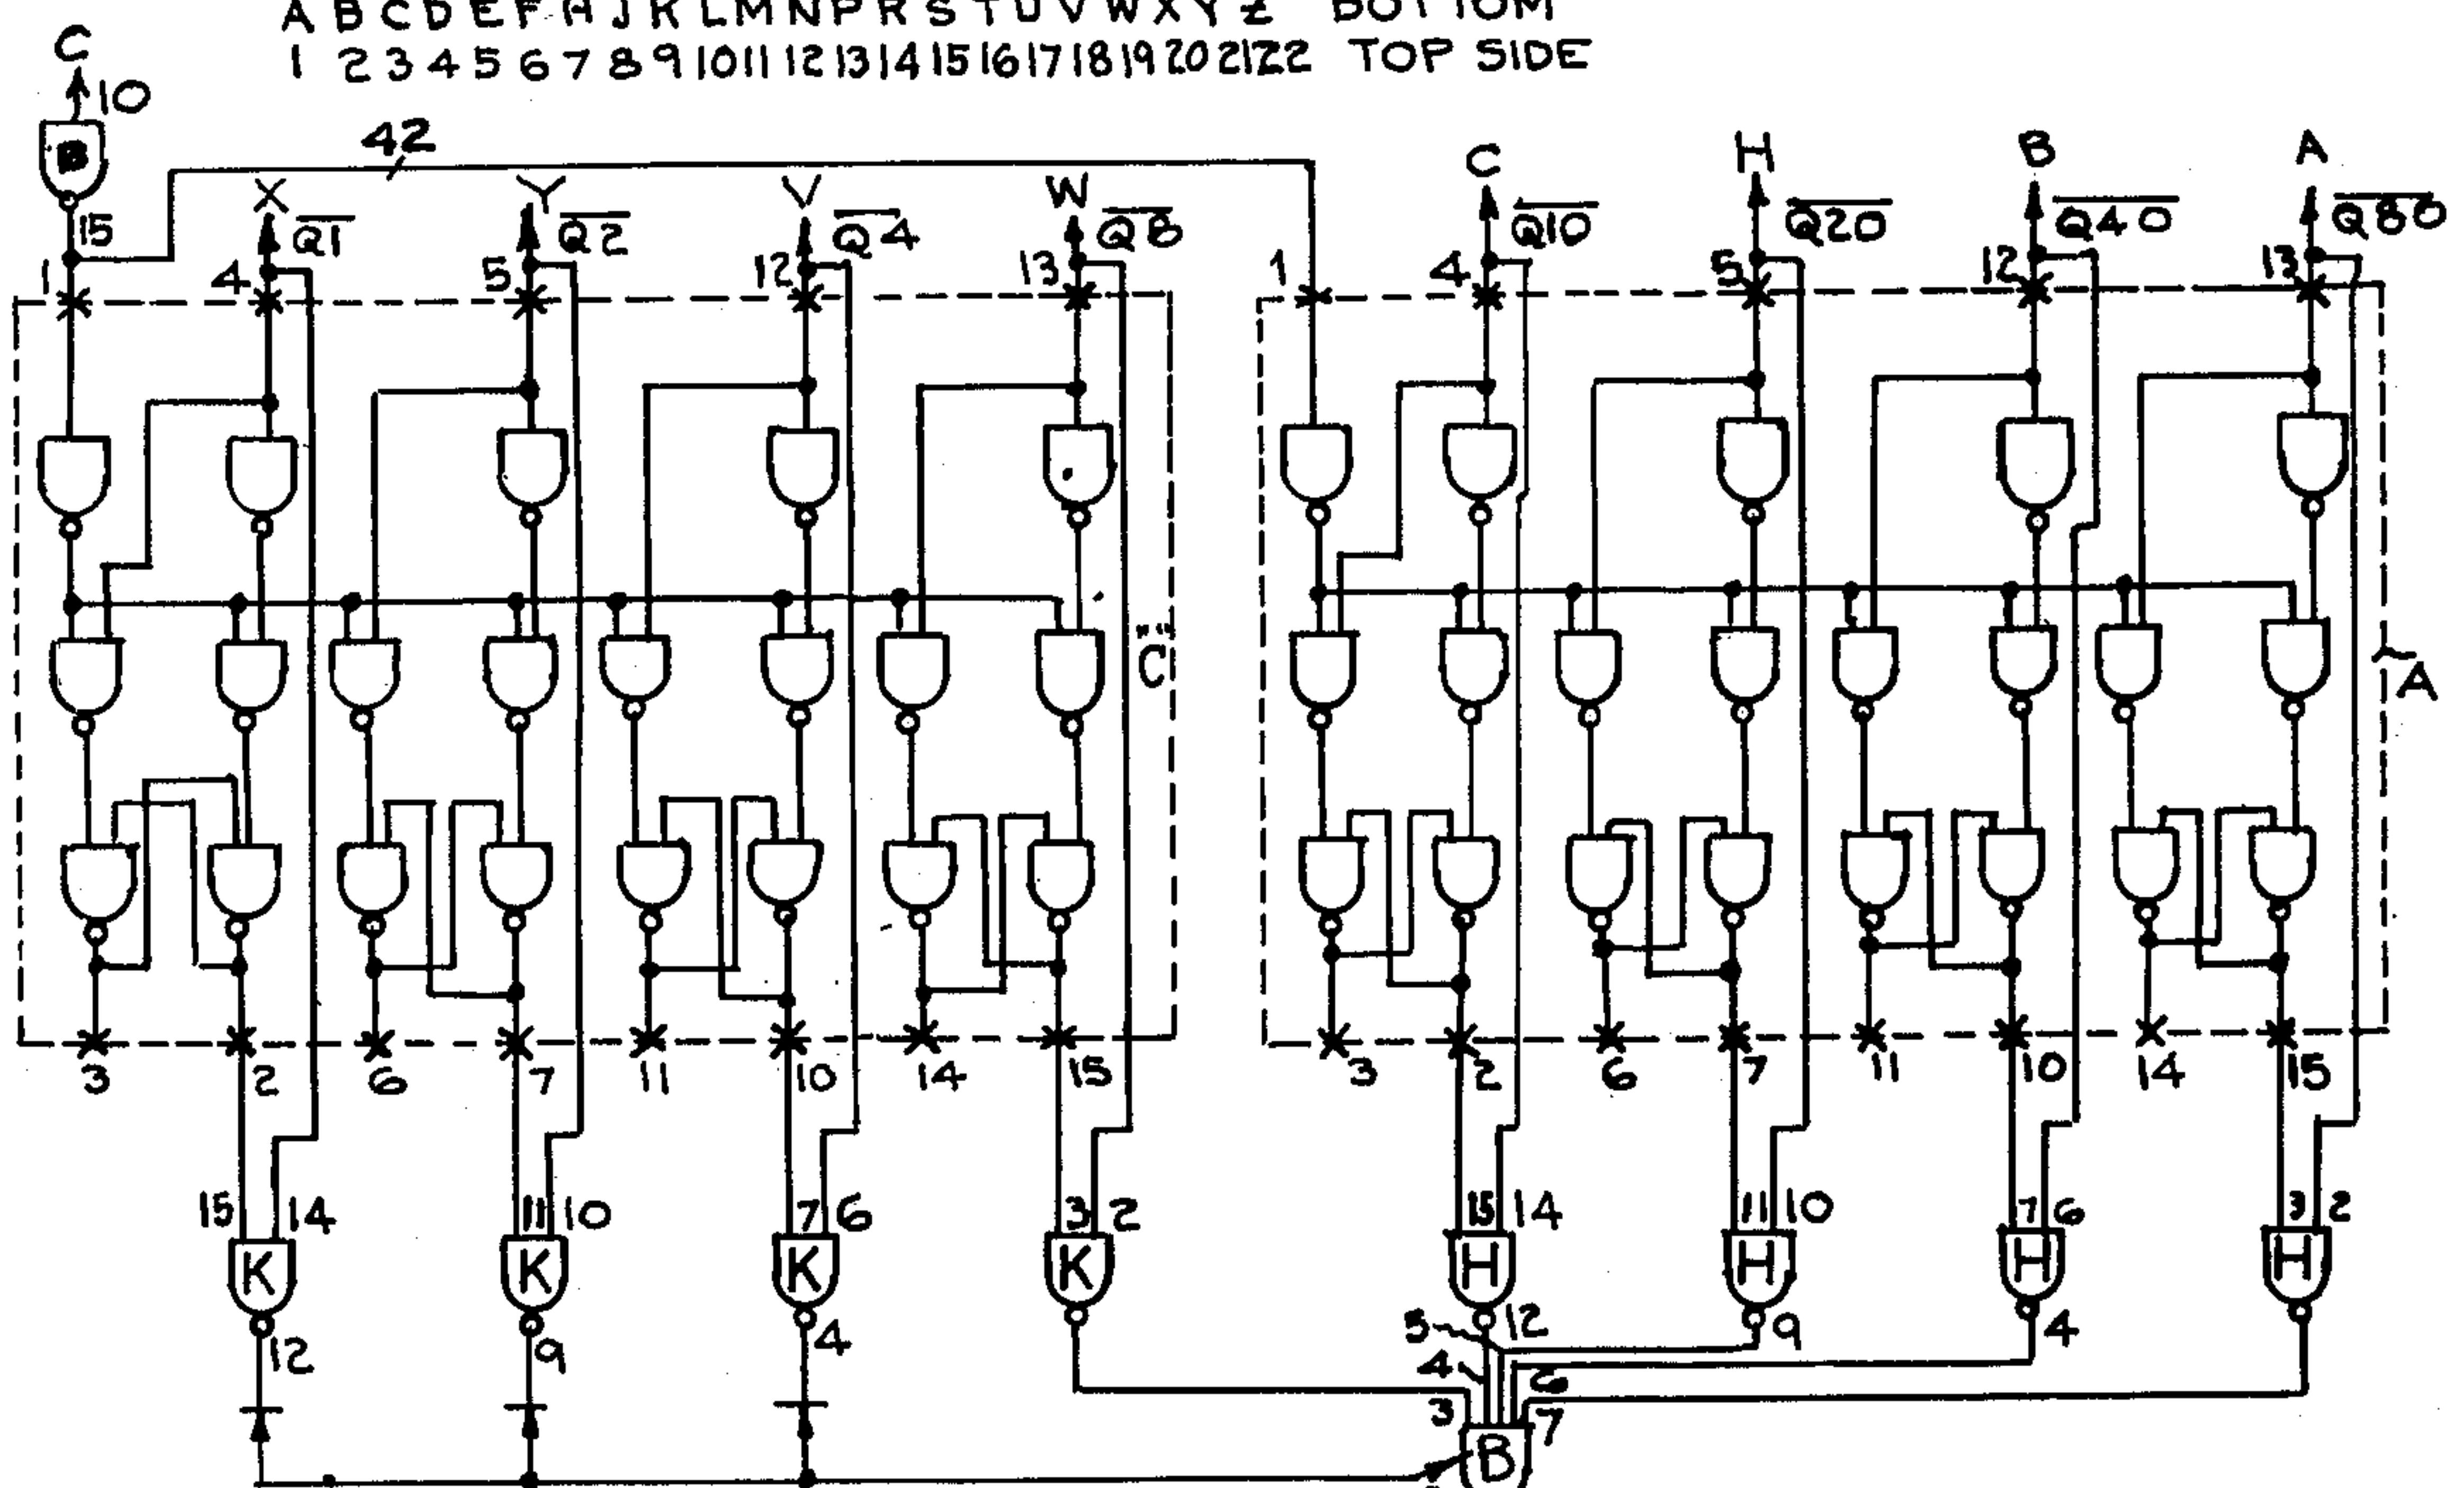 A B C D E F H J K L M N P R S T U V W X Y Z BOTTOM
1 2 3 4 5 6 7 8 9 10 11 12 13 14 15 16 17 18 19 20 21 22 TOP SIDE
C
10
B
42
15
X Q1
Y Q2
V Q4
W Q8
C Q10
H Q20
B Q40
A Q80
1 4 5 12 13 1 4 5 12 13
"C"
A
3 2 6 7 11 10 14 15 3 2 6 7 11 10 14 15
15 14 11 10 7 6 3 2 15 14 11 10 7 6 3 2
K K K K H H H H
12 9 4 5 12 9 4
4 6
3 7
B